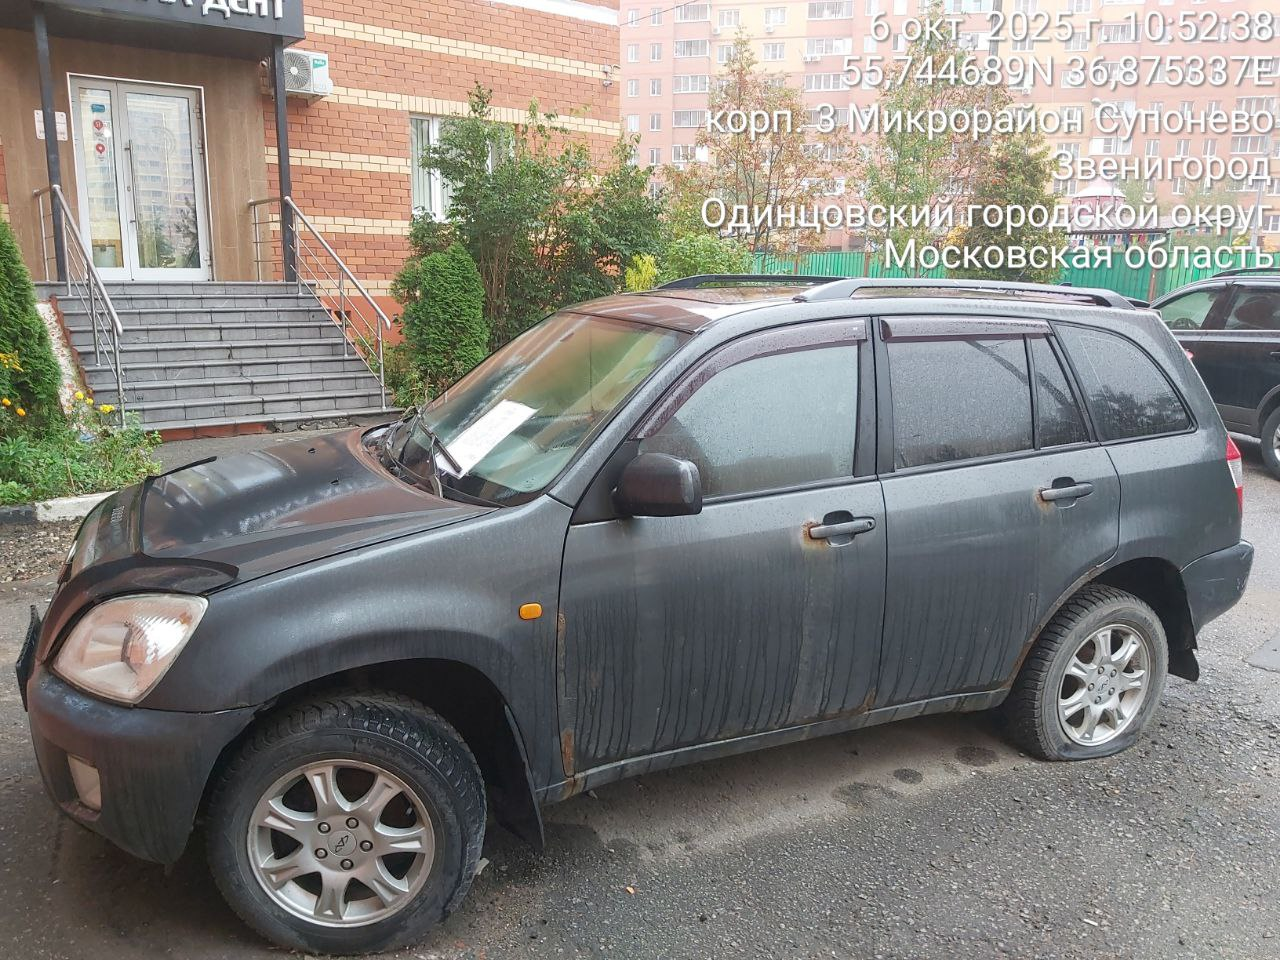 ДЕНТ
6 окт. 2025 г. 10:52:38
55,744689N 36,875337E
корп. 3 Микрорайон Супонево
Звенигород
Одинцовский городской округ
Московская область